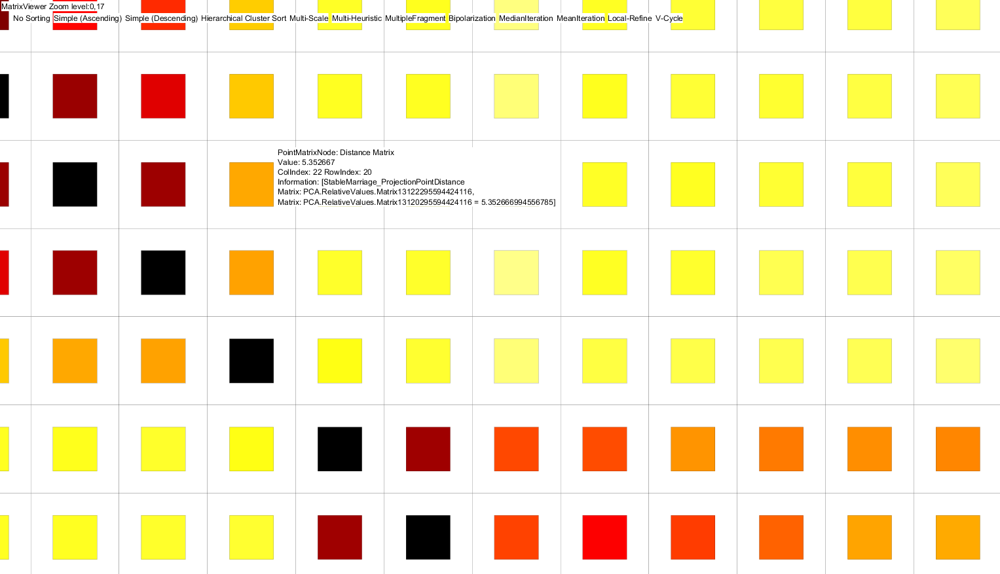 MatrixViewer Zoom level:0,17
No Sorting Simple (Ascending) Simple (Descending) Hierarchical Cluster Sort Multi-Scale Multi-Heuristic MultipleFragment Bipolarization MedianIteration MeanIteration Local-Refine V-Cycle
PointMatrixNode: Distance Matrix
Value: 5.352667
ColIndex: 22 RowIndex: 20
Information: [StableMarriage_ProjectionPointDistance
Matrix: PCA.RelativeValues.Matrix13122295594424116,
Matrix: PCA.RelativeValues.Matrix13120295594424116 = 5.352666994556785]